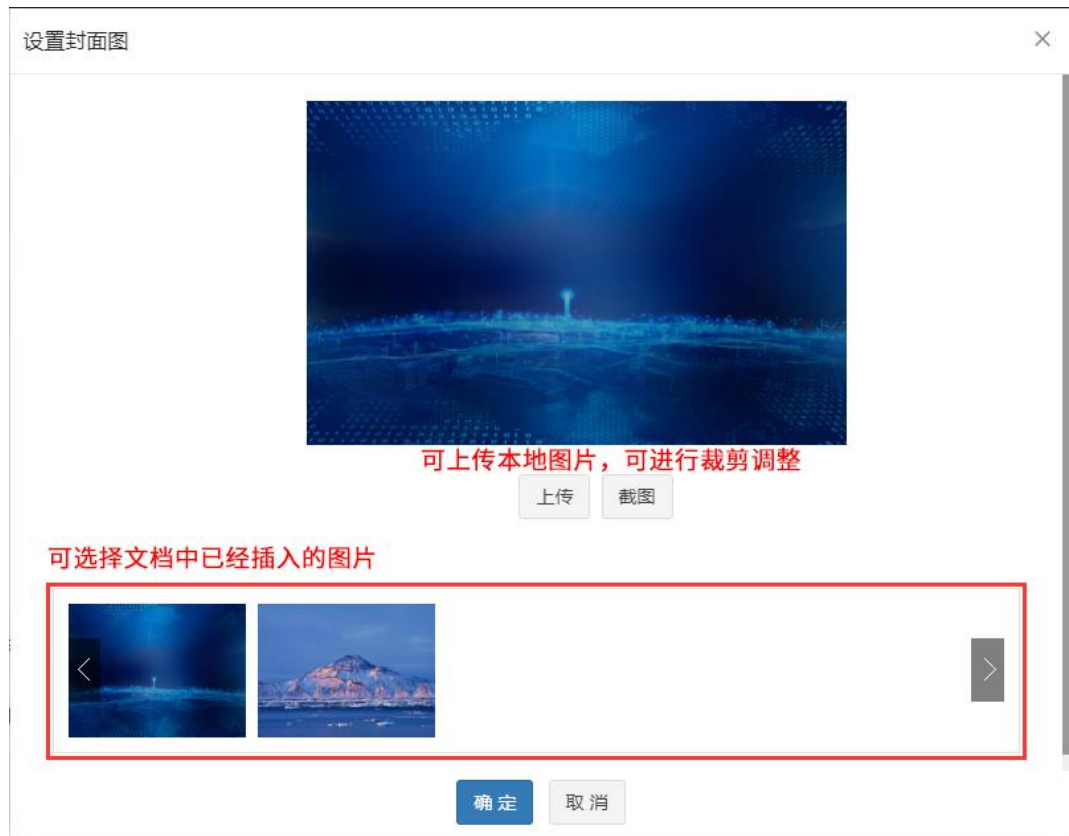 设置封面图
可上传本地图片，可进行裁剪调整
上传 截图
可选择文档中已经插入的图片
确定 取消